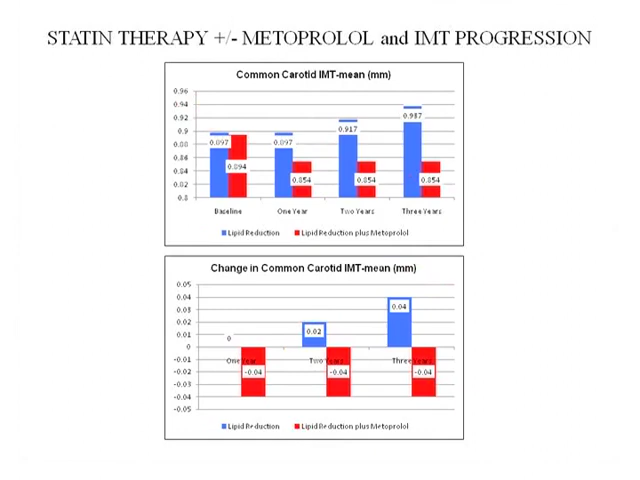 STATIN THERAPY +/- METOPROLOL and IMT PROGRESSION
Common Carotid IMT-mean (mm)
0.96
0.94
0.92
0.9
0.88
0.86
0.84
0.82
0.8
0.897
0.894
0.897
0.854
0.917
0.854
0.937
0.854
Baseline
One Year
Two Years
Three Years
Lipid Reduction
Lipid Reduction plus Metoprolol
Change in Common Carotid IMT-mean (mm)
0.05
0.04
0.03
0.02
0.01
0
-0.01
-0.02
-0.03
-0.04
-0.05
0
-0.04
0.02
-0.04
0.04
-0.04
One Year
Two Years
Three Years
Lipid Reduction
Lipid Reduction plus Metoprolol